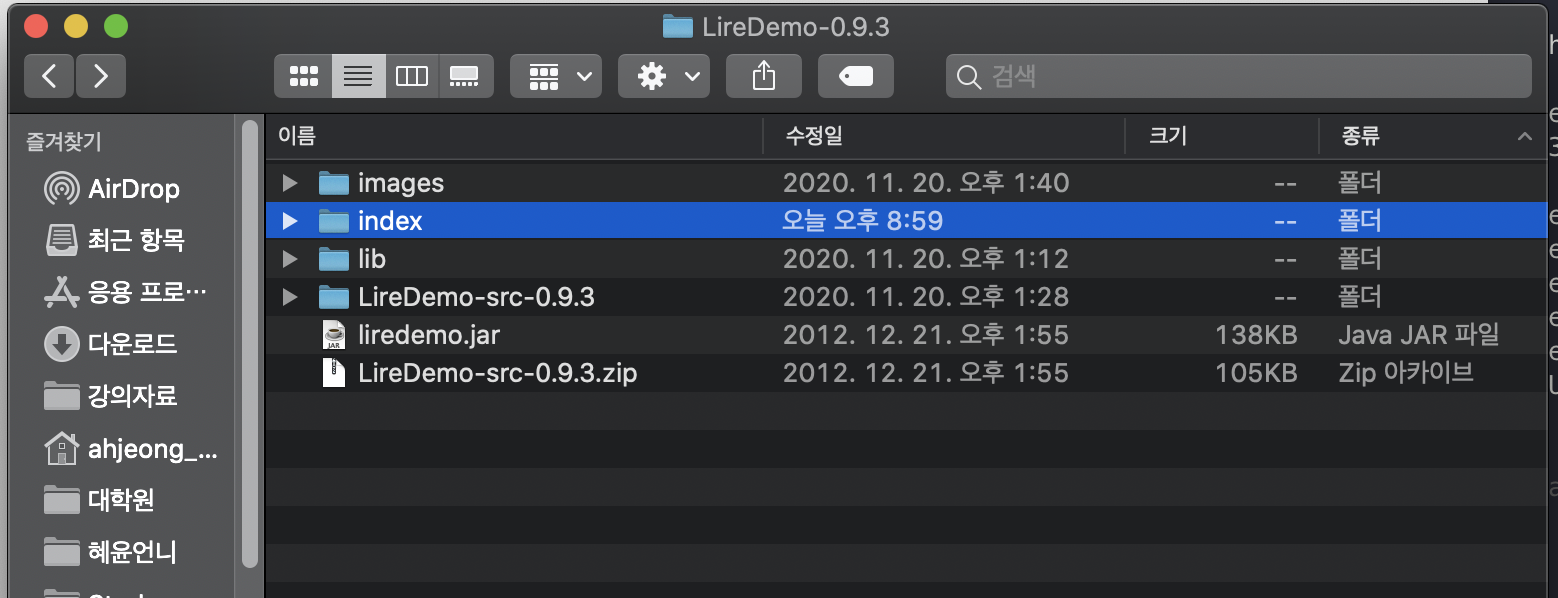 LireDemo-0.9.3
검색
즐겨찾기
AirDrop
최근 항목
응용 프로…
다운로드
강의자료
ahjeong_...
대학원
혜윤언니
이름 수정일 크기 종류
images 2020. 11. 20. 오후 1:40 -- 폴더
index 오늘 오후 8:59 -- 폴더
lib 2020. 11. 20. 오후 1:12 -- 폴더
LireDemo-src-0.9.3 2020. 11. 20. 오후 1:28 -- 폴더
JAR liredemo.jar 2012. 12. 21. 오후 1:55 138KB Java JAR 파일
LireDemo-src-0.9.3.zip 2012. 12. 21. 오후 1:55 105KB Zip 아카이브